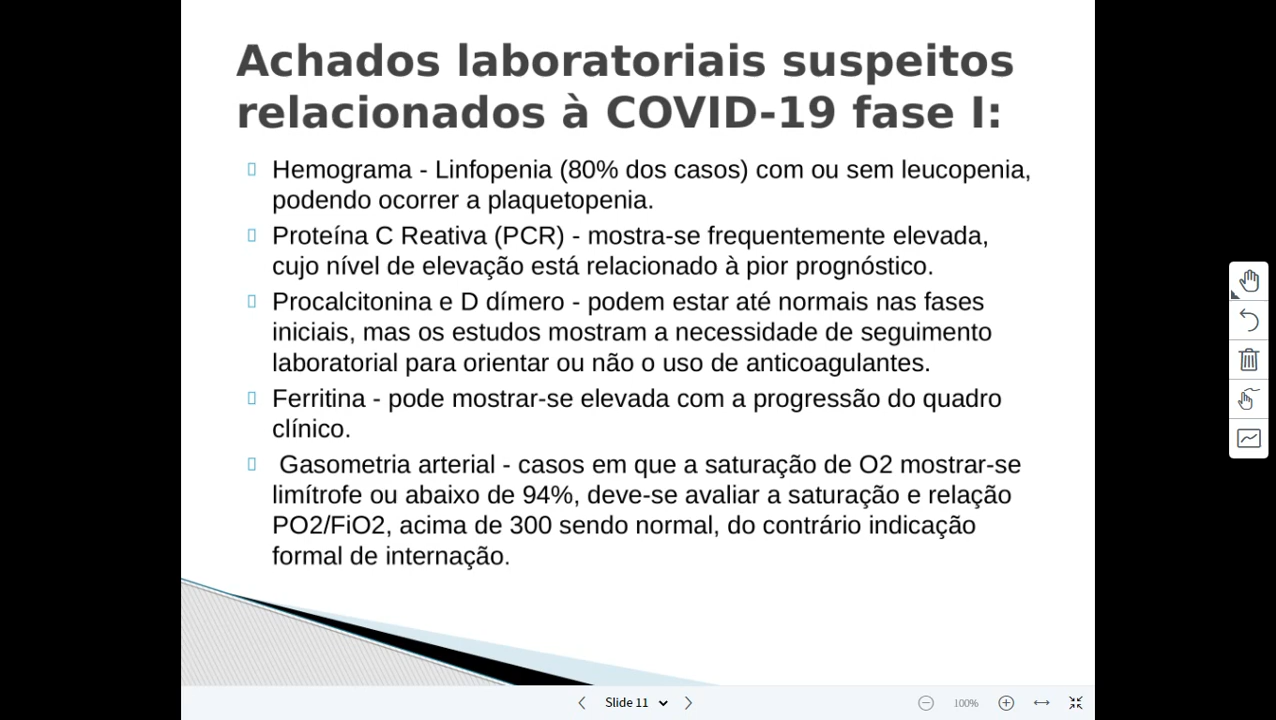 Achados laboratoriais suspeitos
relacionados à COVID-19 fase I:
Hemograma - Linfopenia (80% dos casos) com ou sem leucopenia,
podendo ocorrer a plaquetopenia.
Proteína C Reativa (PCR) - mostra-se frequentemente elevada,
cujo nível de elevação está relacionado à pior prognóstico.
Procalcitonina e D dímero - podem estar até normais nas fases
iniciais, mas os estudos mostram a necessidade de seguimento
laboratorial para orientar ou não o uso de anticoagulantes.
Ferritina - pode mostrar-se elevada com a progressão do quadro
clínico.
Gasometria arterial - casos em que a saturação de O2 mostrar-se
limítrofe ou abaixo de 94%, deve-se avaliar a saturação e relação
PO2/FiO2, acima de 300 sendo normal, do contrário indicação
formal de internação.
Slide 11
100%